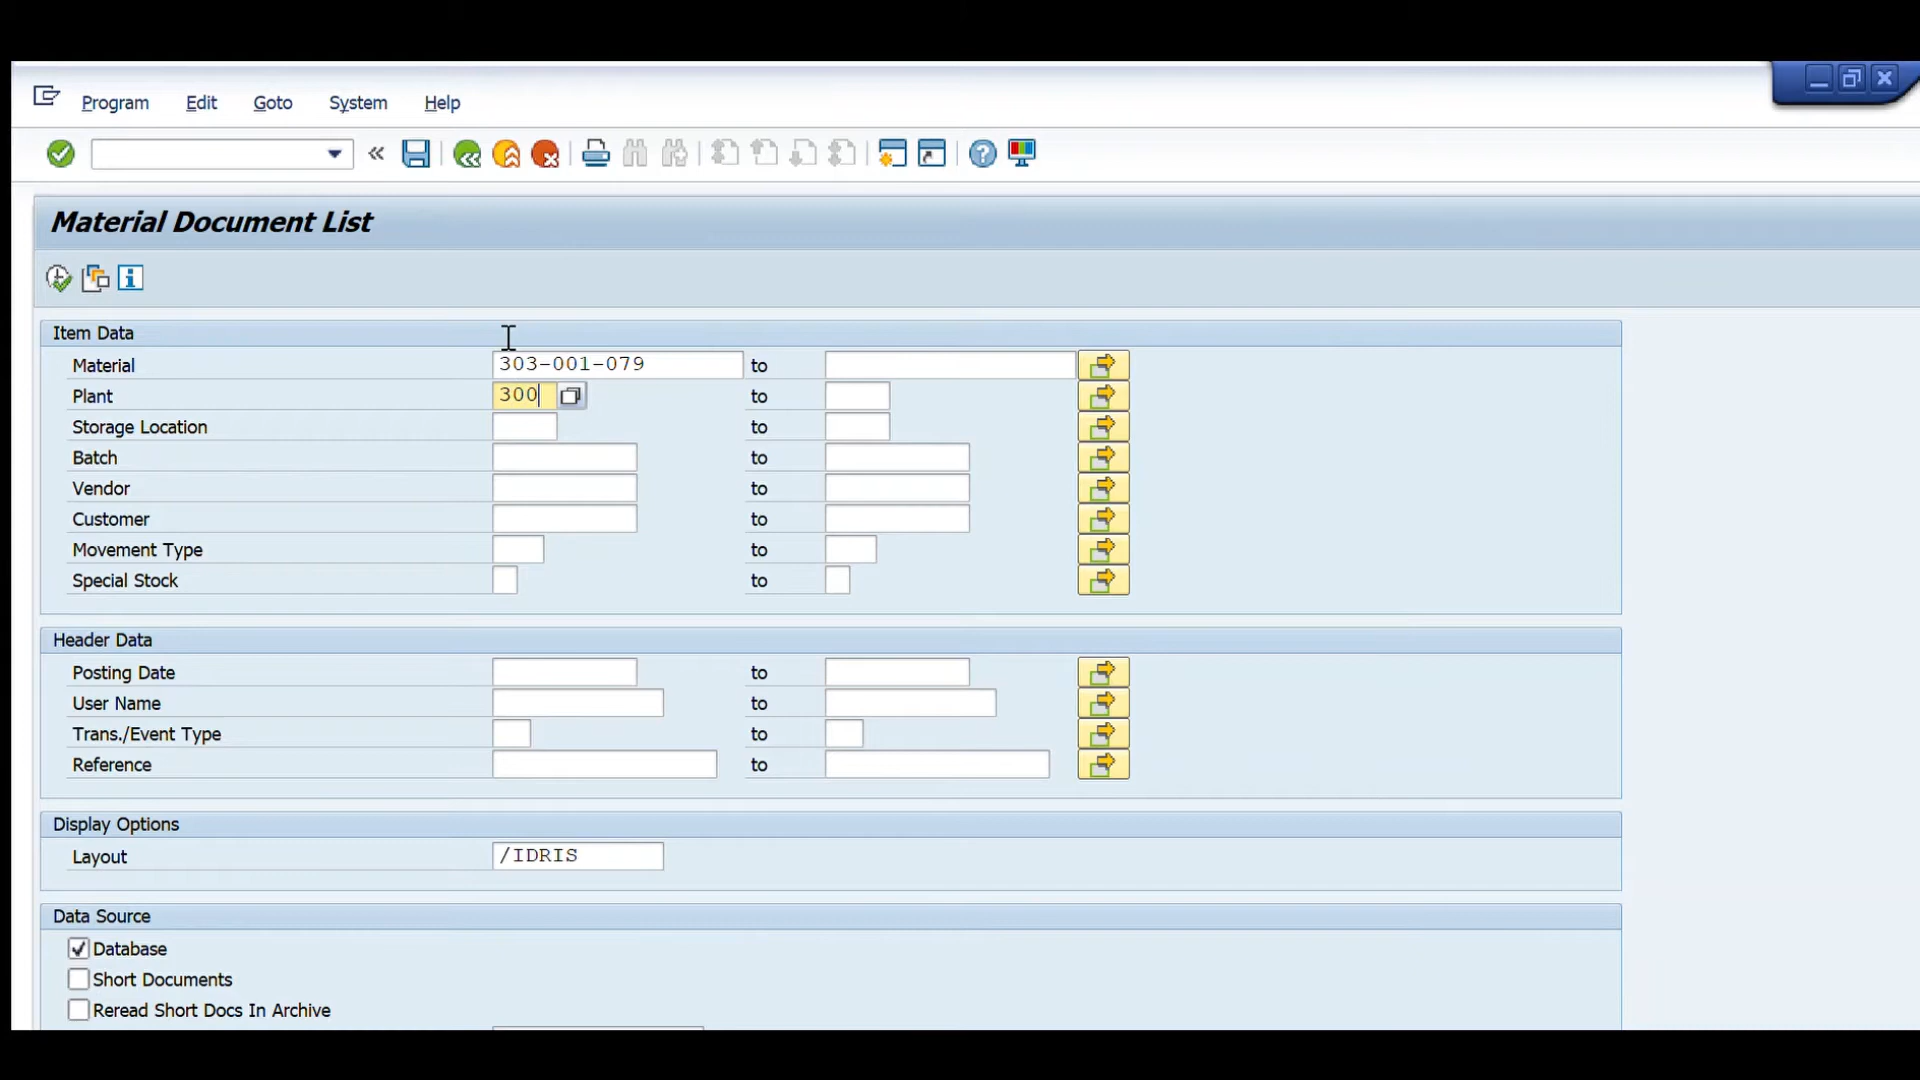 Program Edit Goto System Help
Material Document List
Item Data
Material 303-001-079 to
Plant 300 to
Storage Location to
Batch to
Vendor to
Customer to
Movement Type to
Special Stock to
Header Data
Posting Date to
User Name to
Trans./Event Type to
Reference to
Display Options
Layout /IDRIS
Data Source
Database
Short Documents
Reread Short Docs In Archive